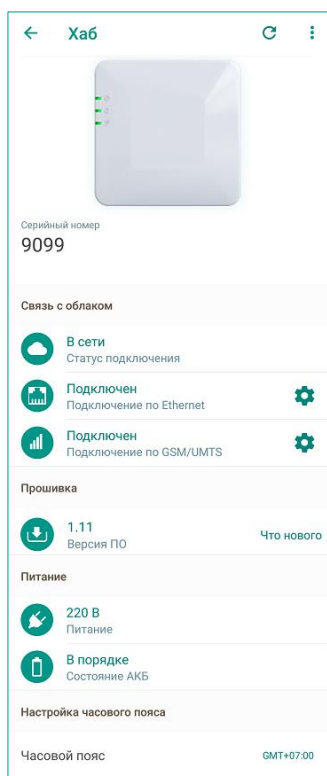 Хаб
Серийный номер
9099
Связь с облаком
В сети
Статус подключения
Подключен
Подключение по Ethernet
Подключен
Подключение по GSM/UMTS
Прошивка
1.11
Версия ПО
Что нового
Питание
220 В
Питание
В порядке
Состояние АКБ
Настройка часового пояса
Часовой пояс
GMT+07:00